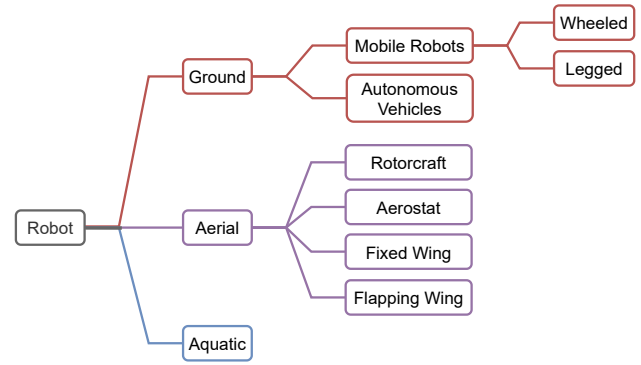 Robot
Ground
Mobile Robots
Wheeled
Legged
Autonomous
Vehicles
Aerial
Rotorcraft
Aerostat
Fixed Wing
Flapping Wing
Aquatic